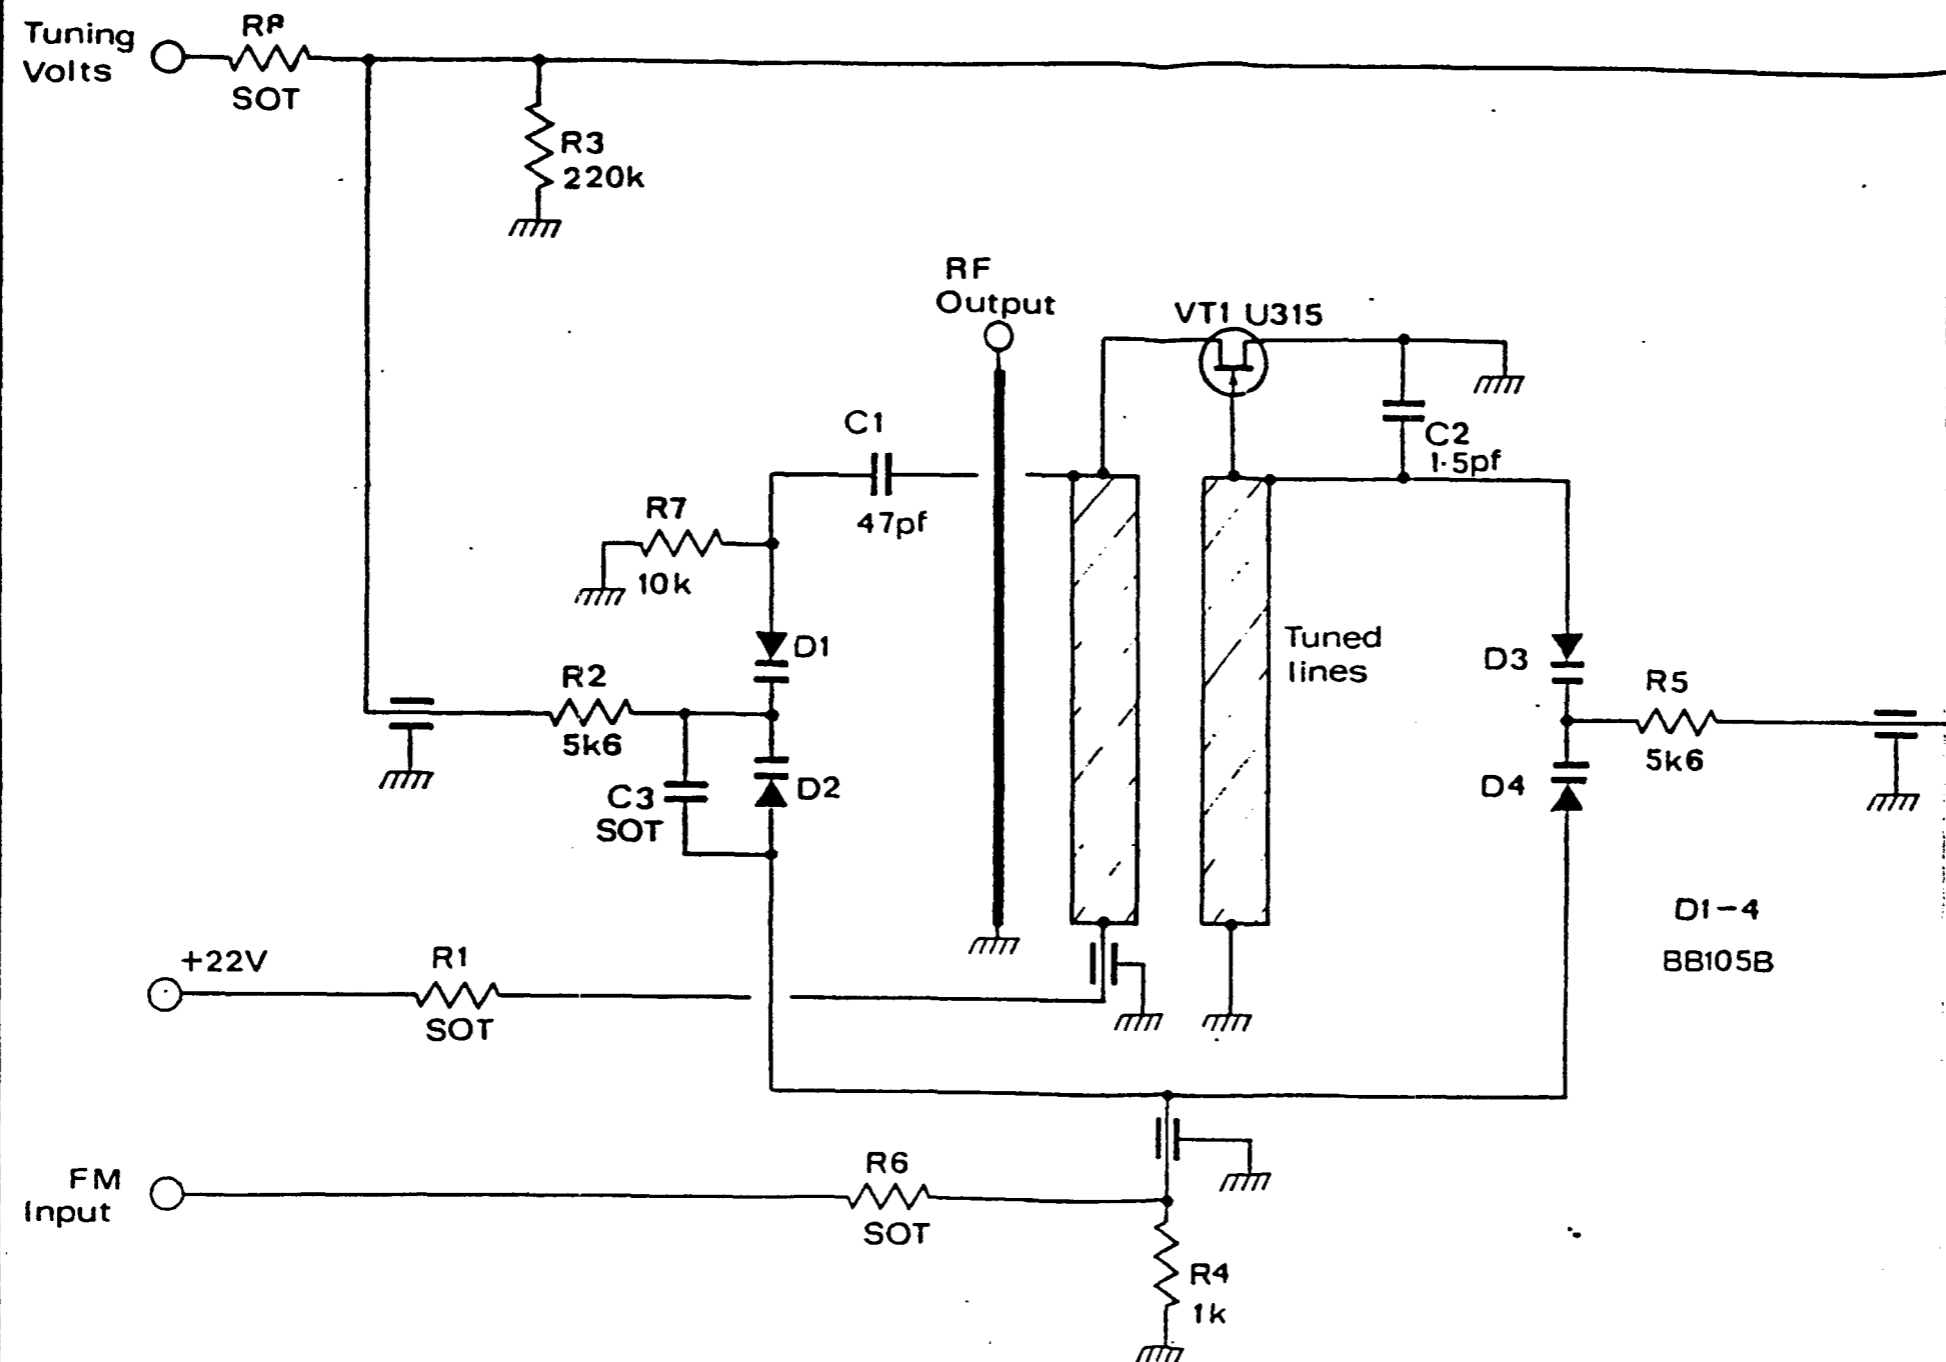 Tuning
Volts
R8
SOT
R3
220k
RF
Output
VT1 U315
C1
47pf
C2
1·5pf
R7
10k
D1
R2
5k6
C3
SOT
D2
Tuned
lines
D3
R5
5k6
D4
D1-4
BB105B
+22V
R1
SOT
FM
Input
R6
SOT
R4
1k